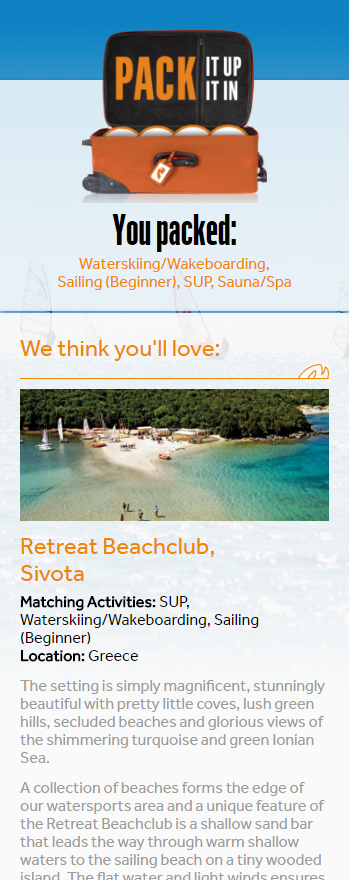 PACK IT UP
IT IN
You packed:
Waterskiing/Wakeboarding,
Sailing (Beginner), SUP, Sauna/Spa
We think you'll love:
Retreat Beachclub,
Sivota
Matching Activities: SUP,
Waterskiing/Wakeboarding, Sailing
(Beginner)
Location: Greece
The setting is simply magnificent, stunningly
beautiful with pretty little coves, lush green
hills, secluded beaches and glorious views of
the shimmering turquoise and green Ionian
Sea.
A collection of beaches forms the edge of
our watersports area and a unique feature of
the Retreat Beachclub is a shallow sand bar
that leads the way through warm shallow
waters to the sailing beach on a tiny wooded
island. The flat water and light winds ensures